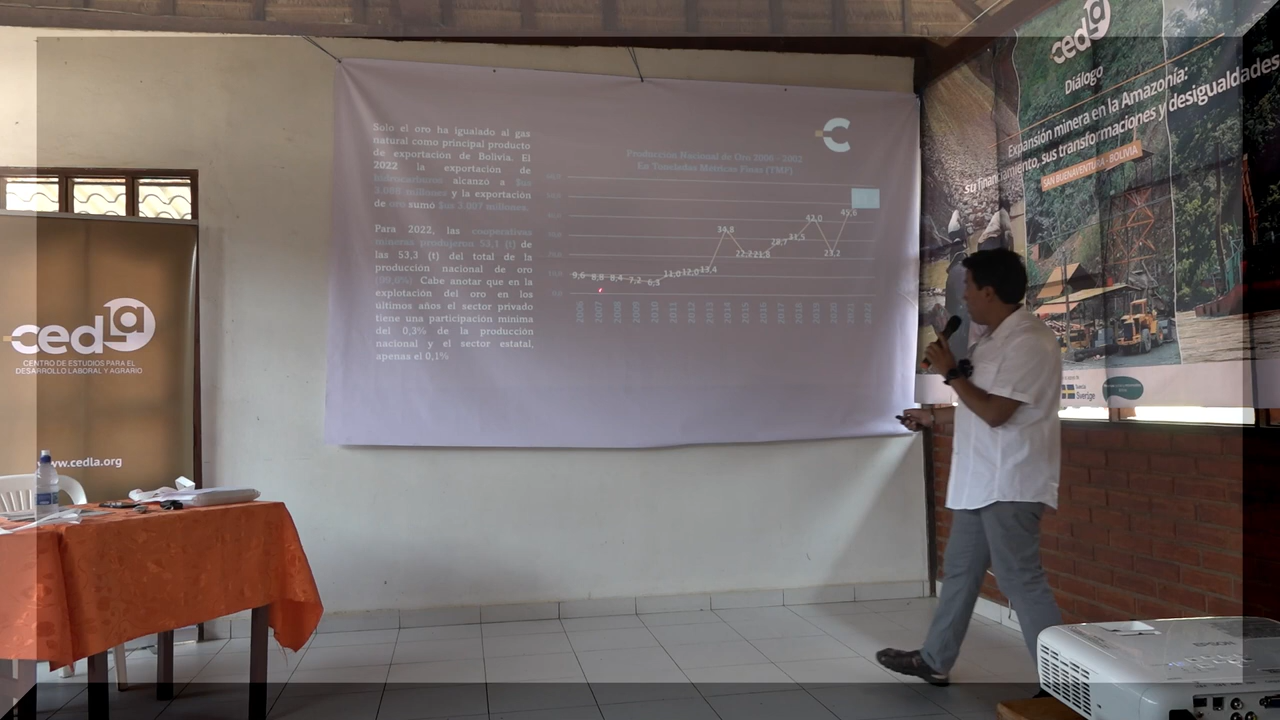 Solo el oro ha igualado al gas
natural como principal producto
de exportación de Bolivia. El
2022 la exportación de
hidrocarburos alcanzó a $us
y la exportación
de oro sumó $us 3.007 millones.
Para 2022, las cooperativas
mineras produjeron 53,1 (t) de
las 53,3 (t) del total de la
producción nacional de oro
(99,6%) Cabe anotar que en la
explotación del oro en los
últimos años el sector privado
tiene una participación mínima
del 0,3% de la producción
nacional y el sector estatal,
apenas el 0,1%
Producción Nacional de Oro 2006 - 2022
En Toneladas Métricas Finas (TMF)
9,6 8,8 8,4 7,2 6,3 11,0 12,0 13,4 34,8 22,2 21,8 28,7 31,5 42,0 23,2 45,6
2006 2007 2008 2009 2010 2011 2012 2013 2014 2015 2016 2017 2018 2019 2020
cedla
Diálogo
Expansión minera en la Amazonía:
su financiamiento, sus transformaciones y desigualdades
SAN BUENAVENTURA - BOLIVIA
Sverige
cedla
CENTRO DE ESTUDIOS PARA EL
DESARROLLO LABORAL Y AGRARIO
ww.cedla.org
EPSON